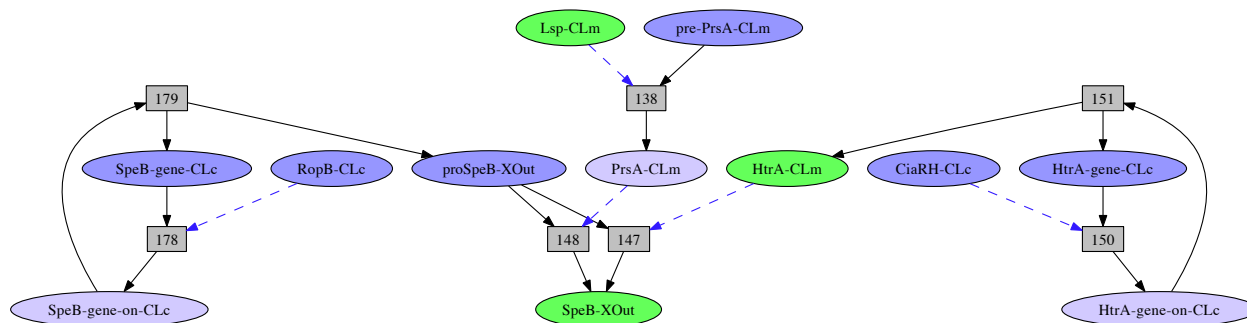 Lsp-CLm
pre-PrsA-CLm
179
138
151
SpeB-gene-CLc
RopB-CLc
proSpeB-XOut
PrsA-CLm
HtrA-CLm
CiaRH-CLc
HtrA-gene-CLc
178
148
147
150
SpeB-gene-on-CLc
SpeB-XOut
HtrA-gene-on-CLc